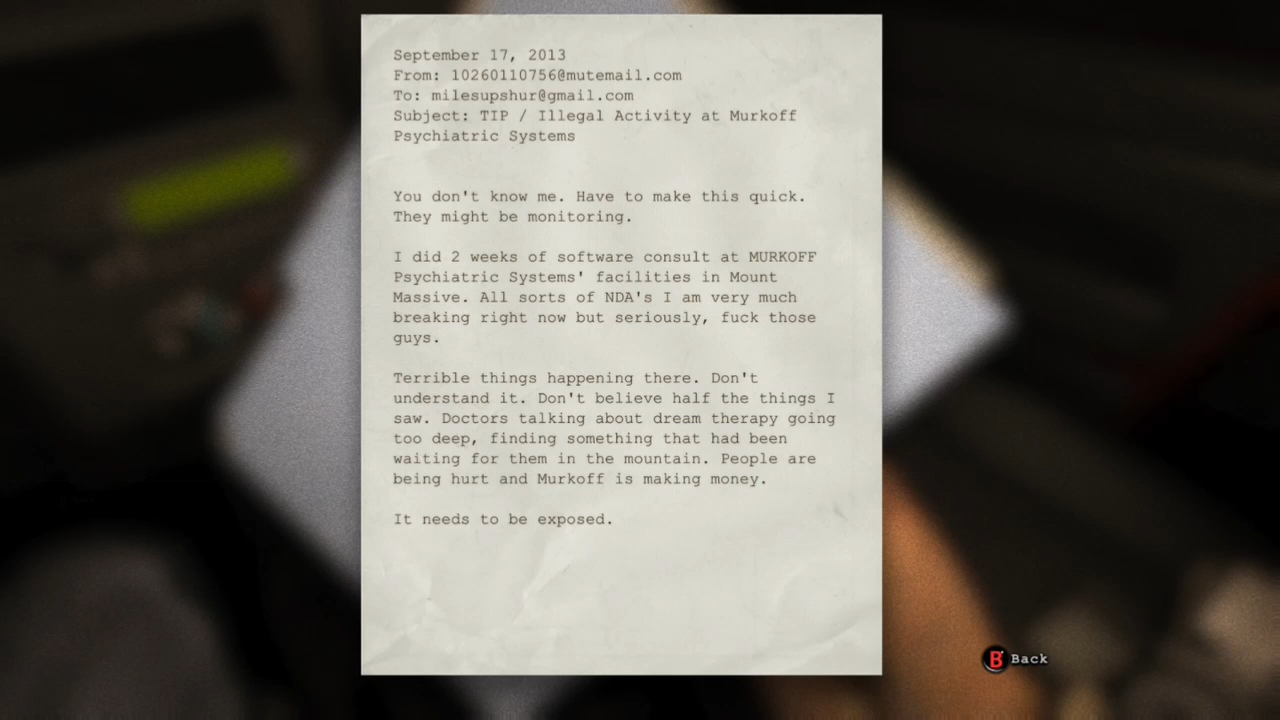 September 17, 2013
From: 10260110756@mutemail.com
To: milesupshur@gmail.com
Subject: TIP / Illegal Activity at Murkoff
Psychiatric Systems
You don't know me. Have to make this quick.
They might be monitoring.
I did 2 weeks of software consult at MURKOFF
Psychiatric Systems' facilities in Mount
Massive. All sorts of NDA's I am very much
breaking right now but seriously, fuck those
guys.
Terrible things happening there. Don't
understand it. Don't believe half the things I
saw. Doctors talking about dream therapy going
too deep, finding something that had been
waiting for them in the mountain. People are
being hurt and Murkoff is making money.
It needs to be exposed.
B Back